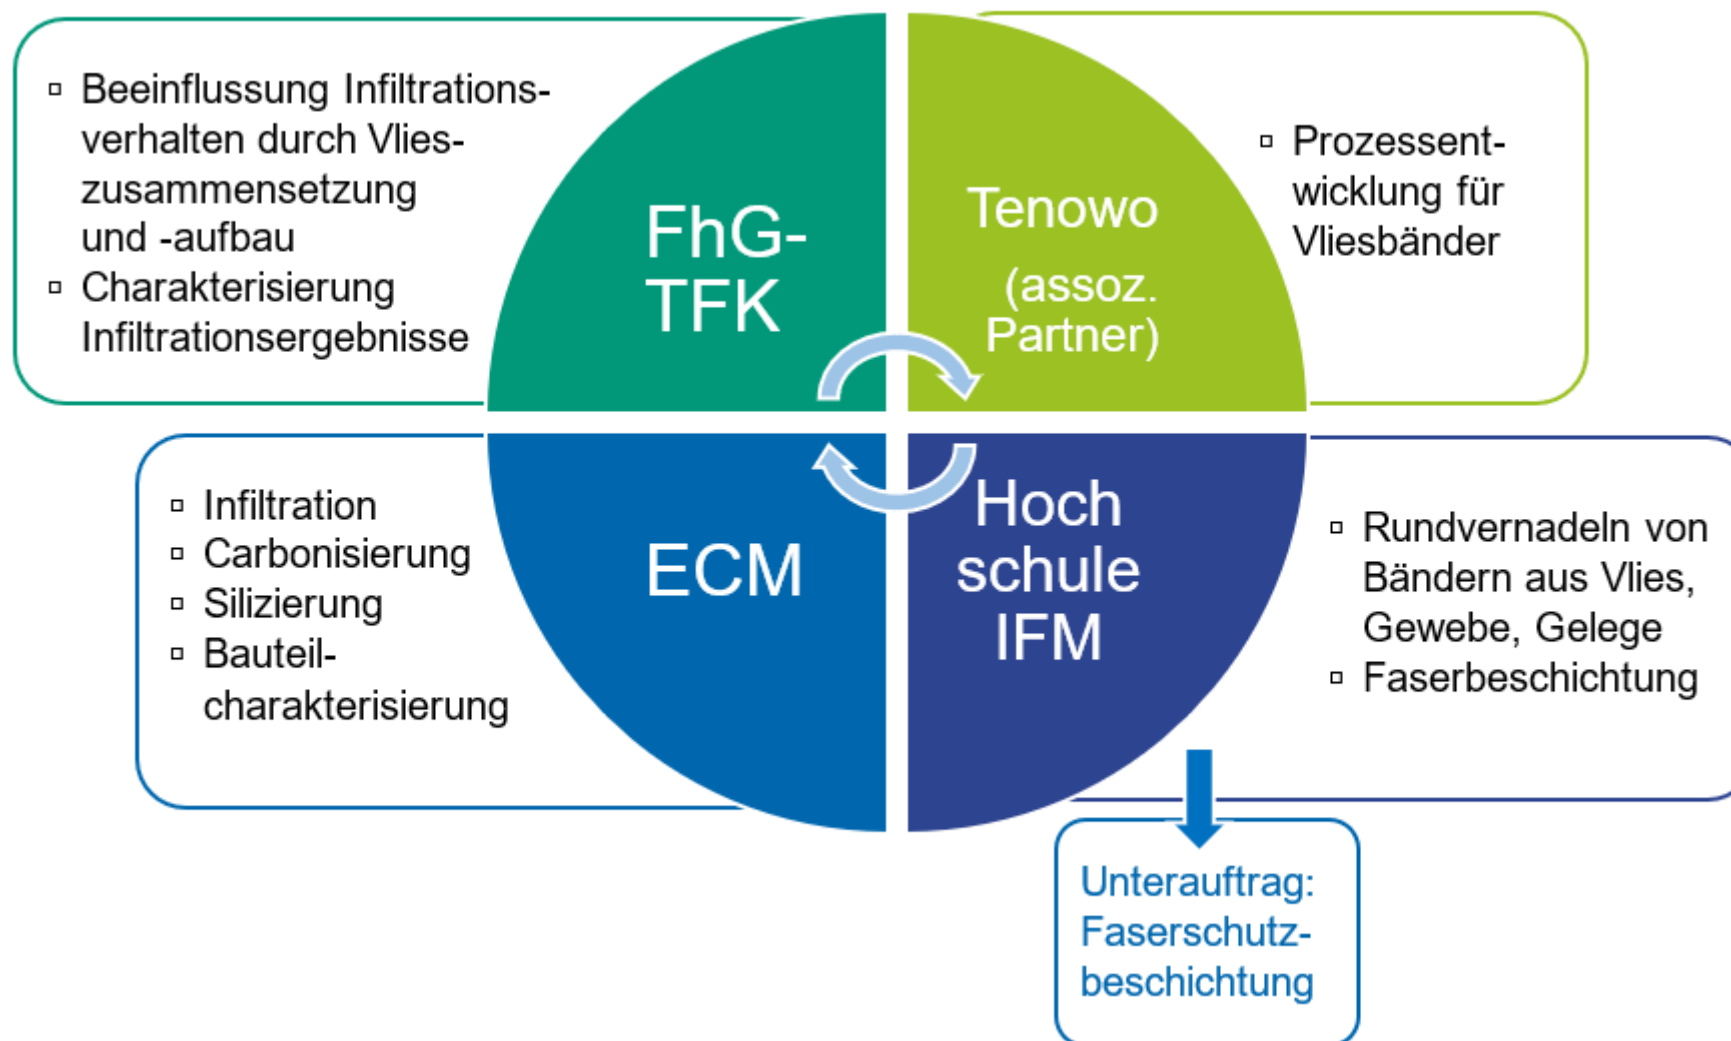 ▫ Beeinflussung Infiltrations-
verhalten durch Vlies-
zusammensetzung
und -aufbau
▫ Charakterisierung
Infiltrationsergebnisse
FhG-
TFK
Tenowo
(assoz.
Partner)
▫ Prozessent-
wicklung für
Vliesbänder
▫ Infiltration
▫ Carbonisierung
▫ Silizierung
▫ Bauteil-
charakterisierung
ECM
Hoch
schule
IFM
▫ Rundvernadeln von
Bändern aus Vlies,
Gewebe, Gelege
▫ Faserbeschichtung
Unterauftrag:
Faserschutz-
beschichtung